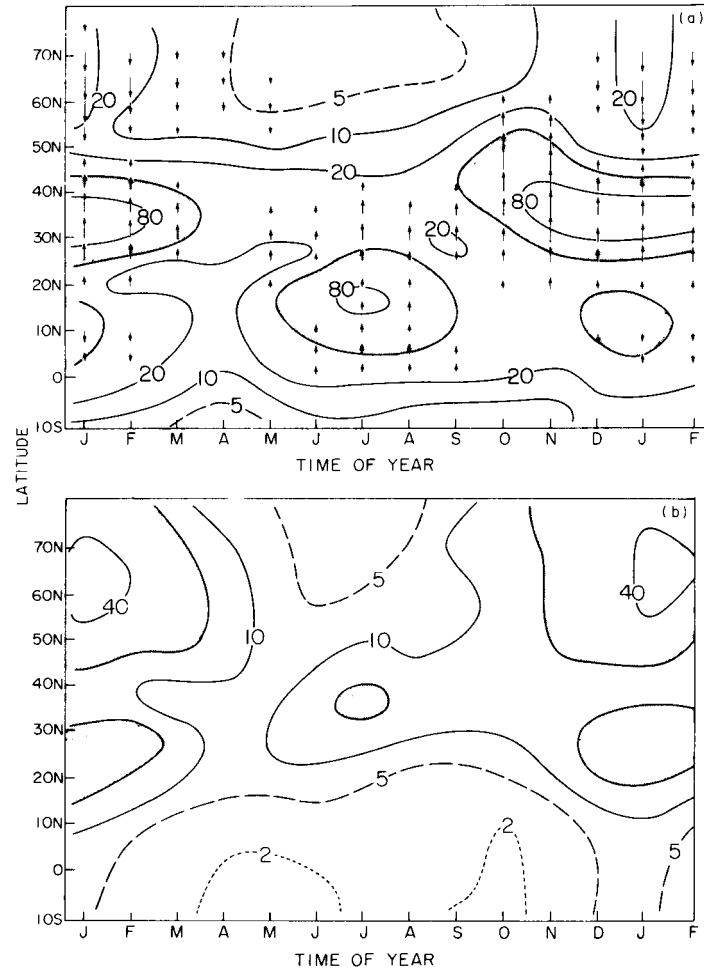 (a)
70N
60N
20
5
20
10
50N
20
40N
80
80
30N
20
20N
80
10N
0
20
10
20
5
10S
J F M A M J J A S O N D J F
TIME OF YEAR
LATITUDE
(b)
70N
5
60N
40
40
50N
10
10
40N
30N
20N
5
10N
2
2
5
0
10S
J F M A M J J A S O N D J F
TIME OF YEAR